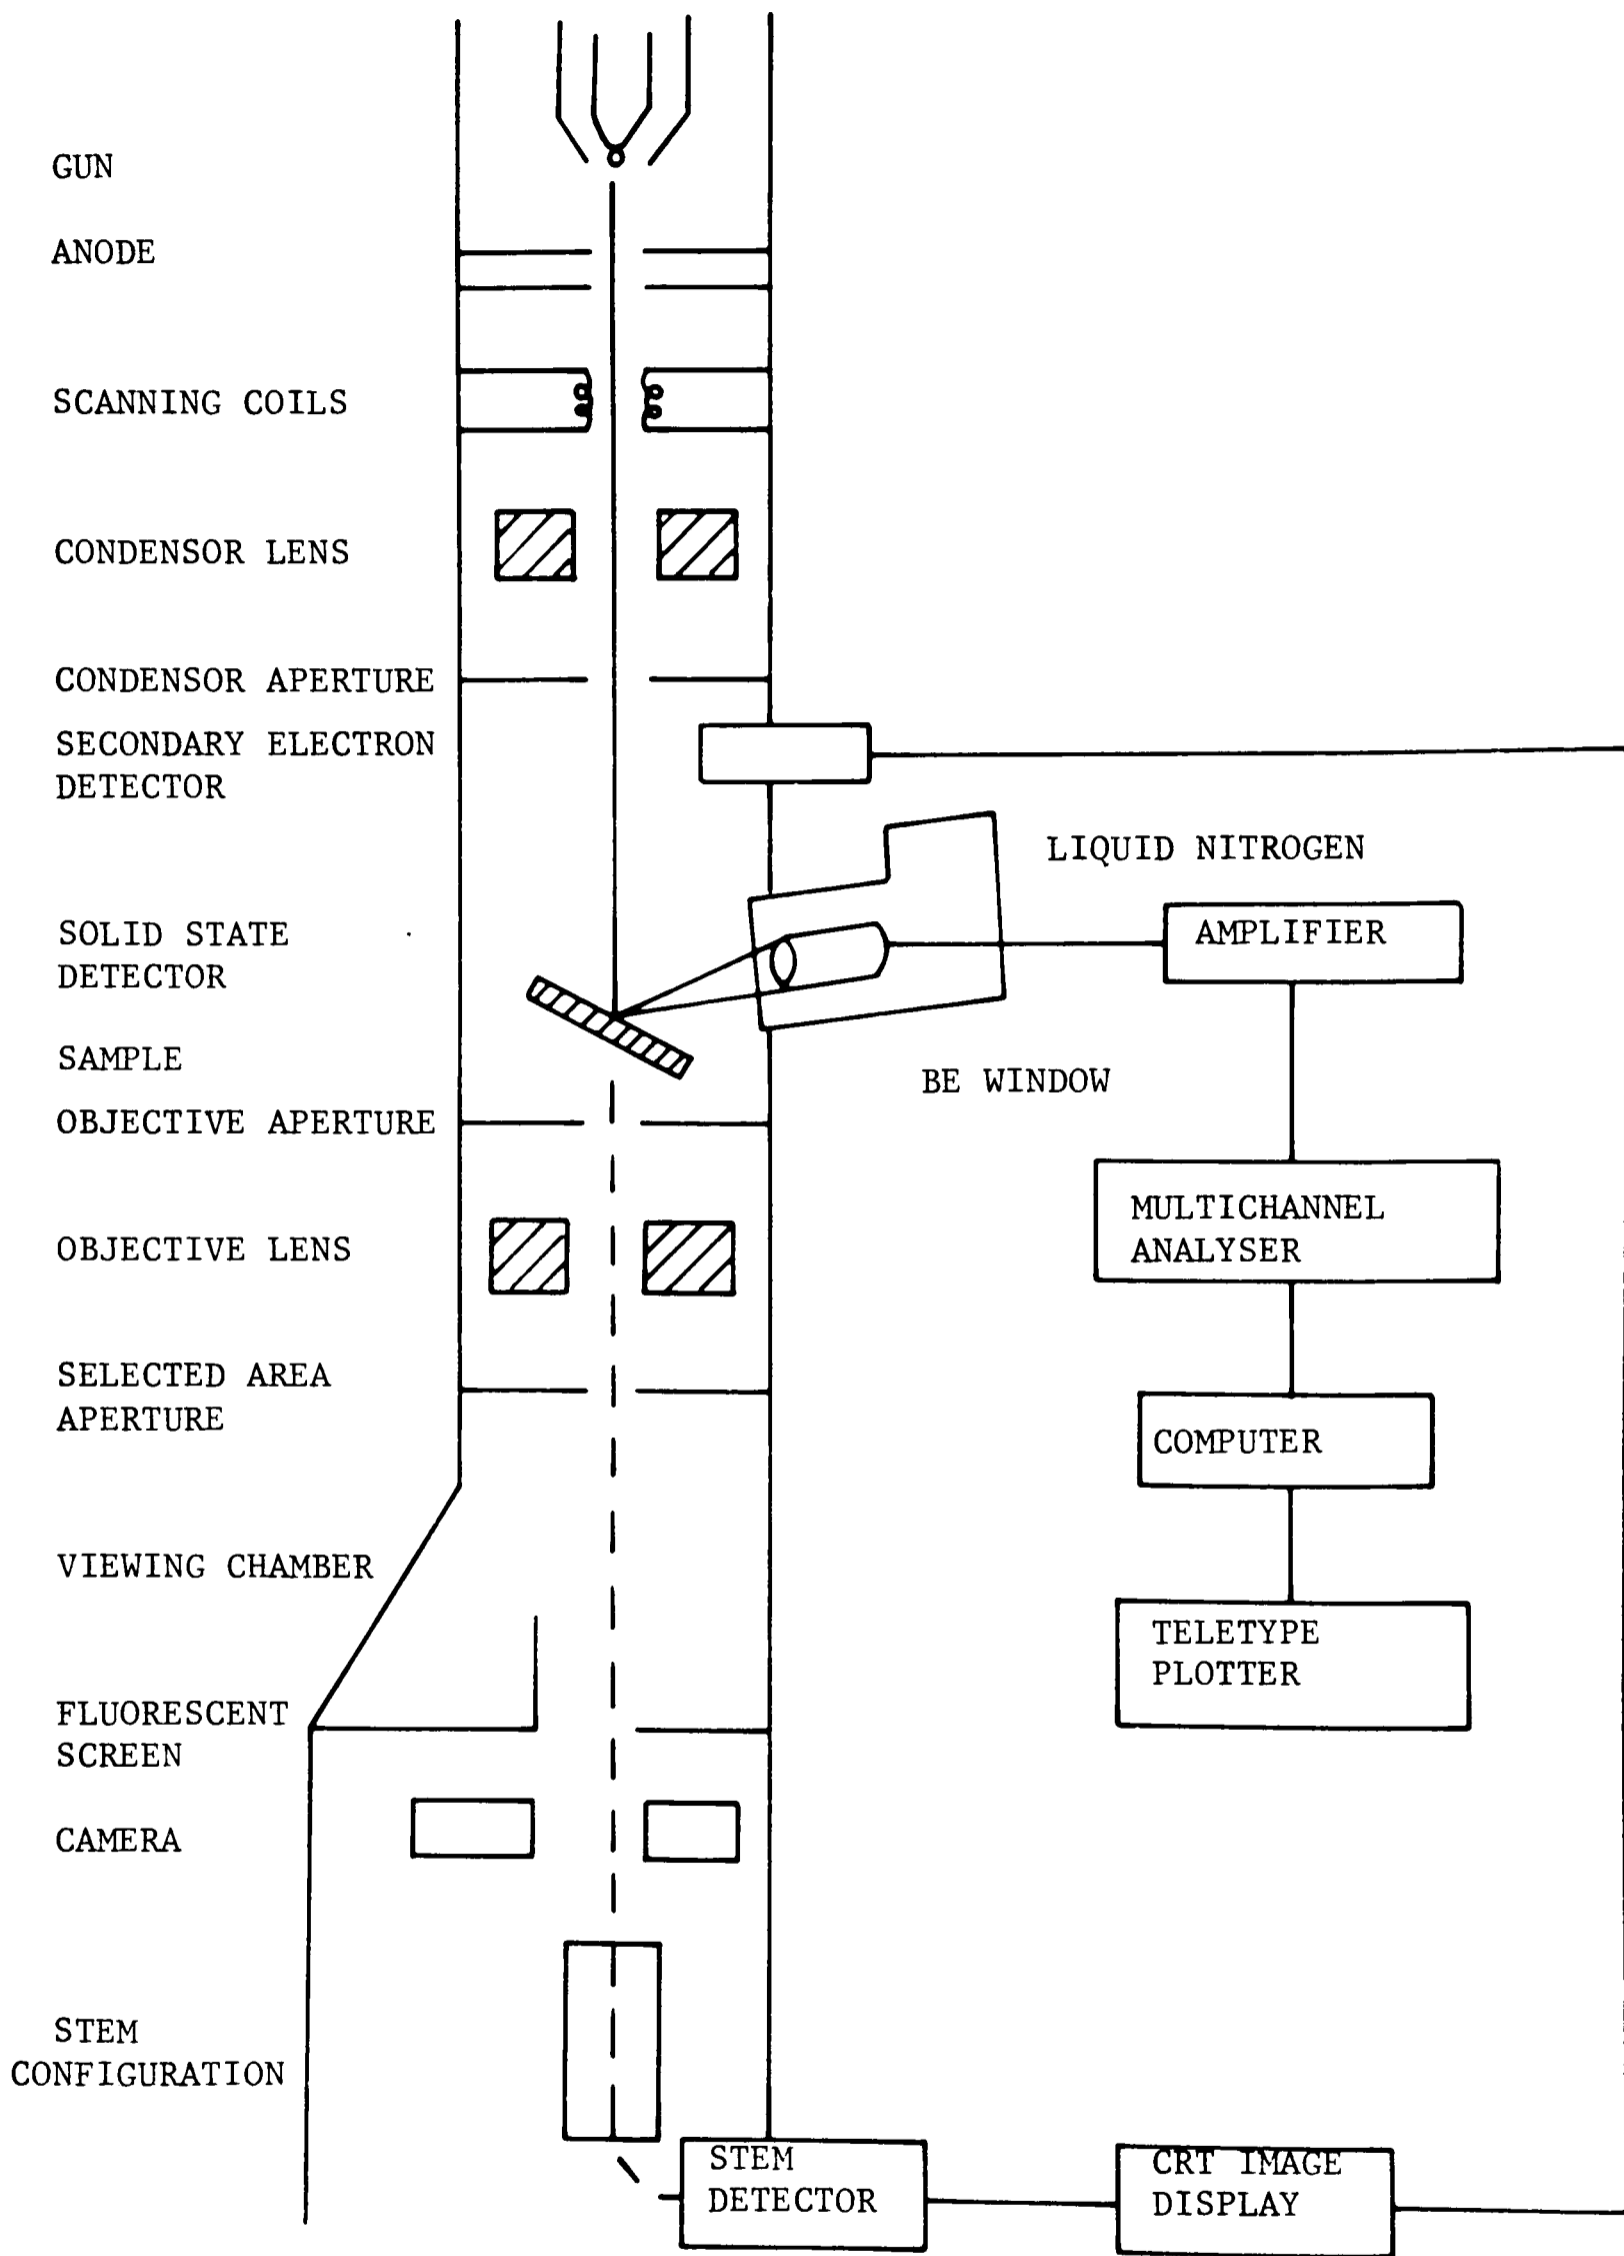 GUN
ANODE
SCANNING COILS
CONDENSOR LENS
CONDENSOR APERTURE
SECONDARY ELECTRON
DETECTOR
LIQUID NITROGEN
SOLID STATE
DETECTOR
AMPLIFIER
SAMPLE
BE WINDOW
OBJECTIVE APERTURE
MULTICHANNEL
ANALYSER
OBJECTIVE LENS
SELECTED AREA
APERTURE
COMPUTER
VIEWING CHAMBER
TELETYPE
PLOTTER
FLUORESCENT
SCREEN
CAMERA
STEM
CONFIGURATION
STEM
DETECTOR
CRT IMAGE
DISPLAY